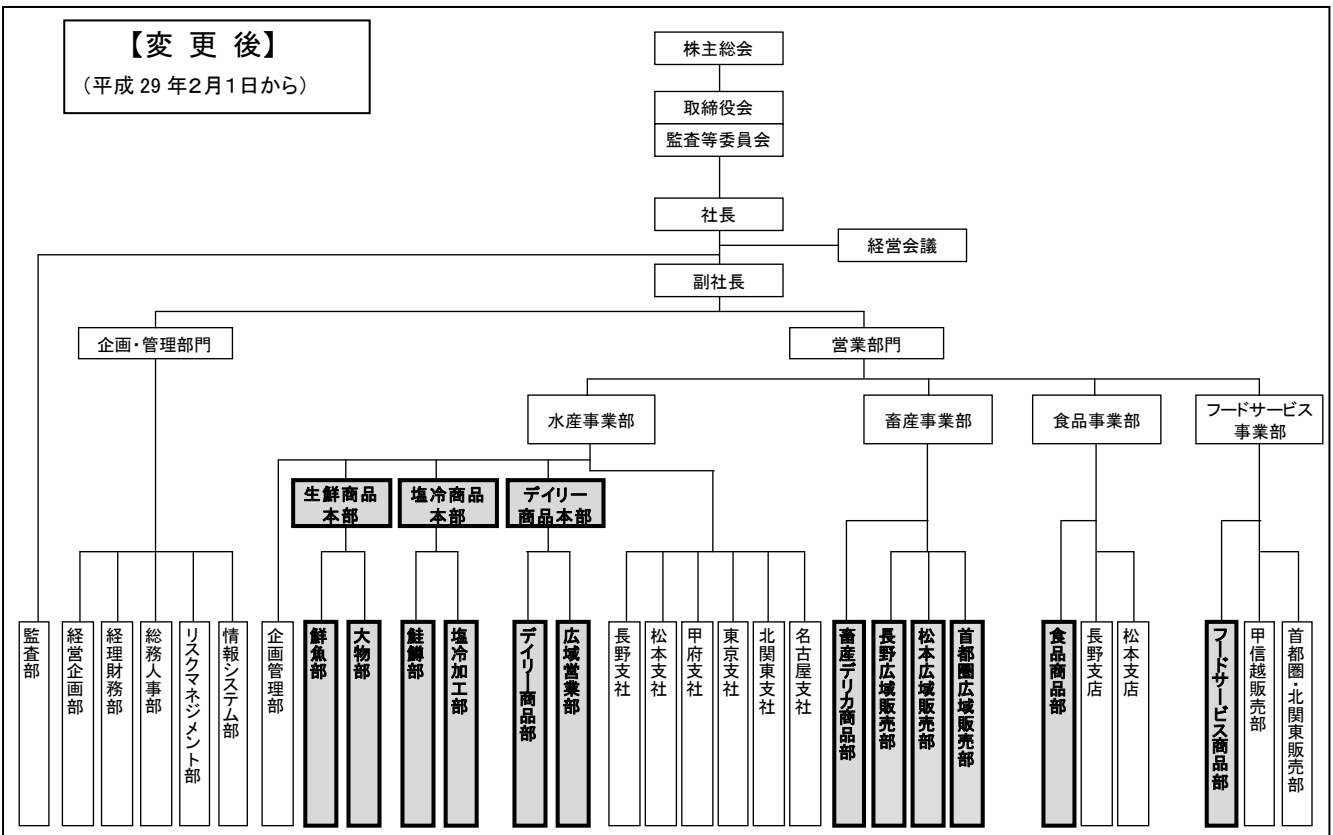 【変 更 後】
(平成 29 年2月1日から)
株主総会
取締役会
監査等委員会
社長
経営会議
副社長
企画・管理部門
営業部門
水産事業部
畜産事業部
食品事業部
フードサービス
事業部
生鮮商品
本部
塩冷商品
本部
デイリー
商品本部
監査部
経営企画部
経理財務部
総務人事部
リスクマネジメント部
情報システム部
企画管理部
鮮魚部
大物部
鮭鱒部
塩冷加工部
デイリー商品部
広域営業部
長野支社
松本支社
甲府支社
東京支社
北関東支社
名古屋支社
畜産デリカ商品部
長野広域販売部
松本広域販売部
首都圏広域販売部
食品商品部
長野支店
松本支店
フードサービス商品部
甲信越販売部
首都圏・北関東販売部